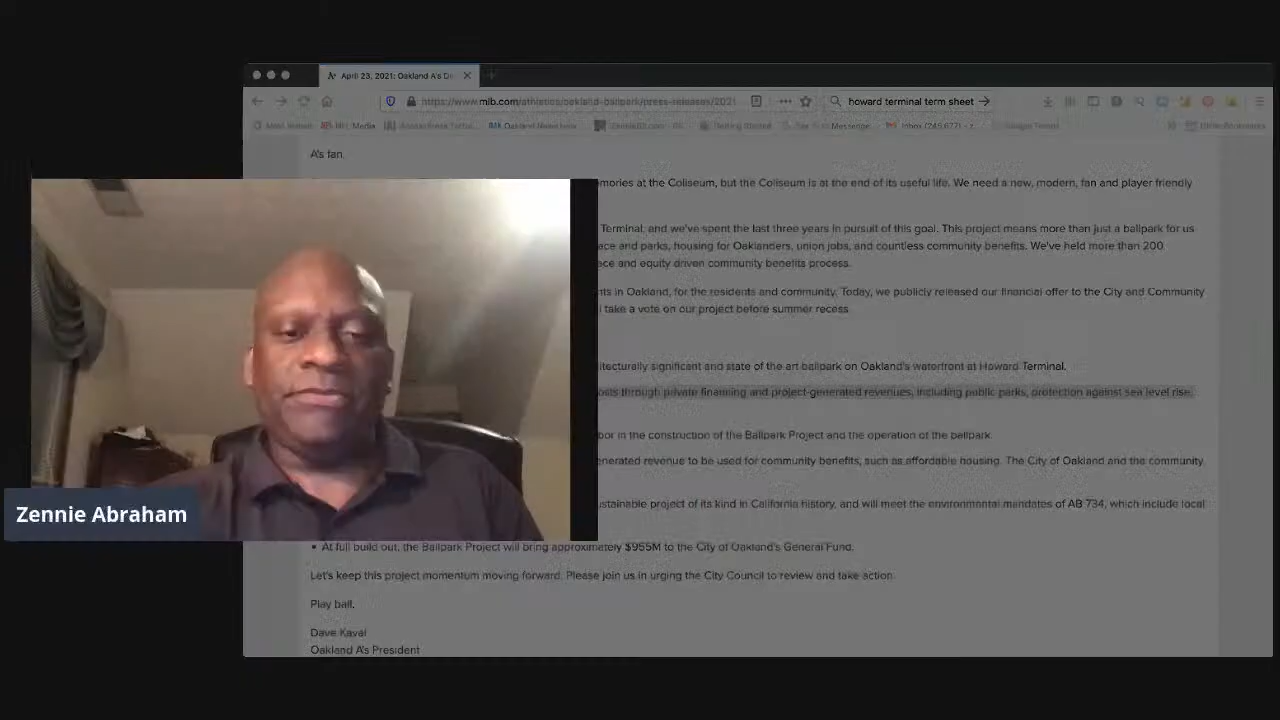 April 23, 2021: Oakland A's D
https://www.mlb.com/athletics/oakland-ballpark/press-releases/2021
howard terminal term sheet
A's fan,
mories at the Coliseum, but the Coliseum is at the end of its useful life. We need a new, modern, fan and player friendly
Terminal, and we've spent the last three years in pursuit of this goal. This project means more than just a ballpark for us
ace and parks, housing for Oaklanders, union jobs, and countless community benefits. We've held more than 200
ce and equity driven community benefits process.
nts in Oakland, for the residents and community. Today, we publicly released our financial offer to the City and Community
l take a vote on our project before summer recess.
itecturally significant and state of the art ballpark on Oakland's waterfront at Howard Terminal.
osts through private financing and project-generated revenues, including public parks, protection against sea level rise,
bor in the construction of the Ballpark Project and the operation of the ballpark.
enerated revenue to be used for community benefits, such as affordable housing. The City of Oakland and the community
ustainable project of its kind in California history, and will meet the environmental mandates of AB 734, which include local
Zennie Abraham
• At full build out, the Ballpark Project will bring approximately $955M to the City of Oakland's General Fund.
Let's keep this project momentum moving forward. Please join us in urging the City Council to review and take action.
Play ball,
Dave Kaval
Oakland A's President